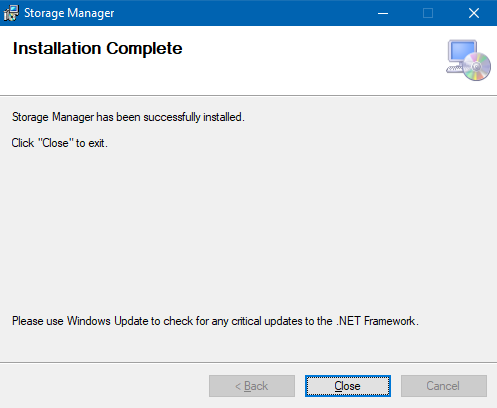 Storage Manager
Installation Complete
Storage Manager has been successfully installed.
Click "Close" to exit.
Please use Windows Update to check for any critical updates to the .NET Framework.
< Back
Close
Cancel